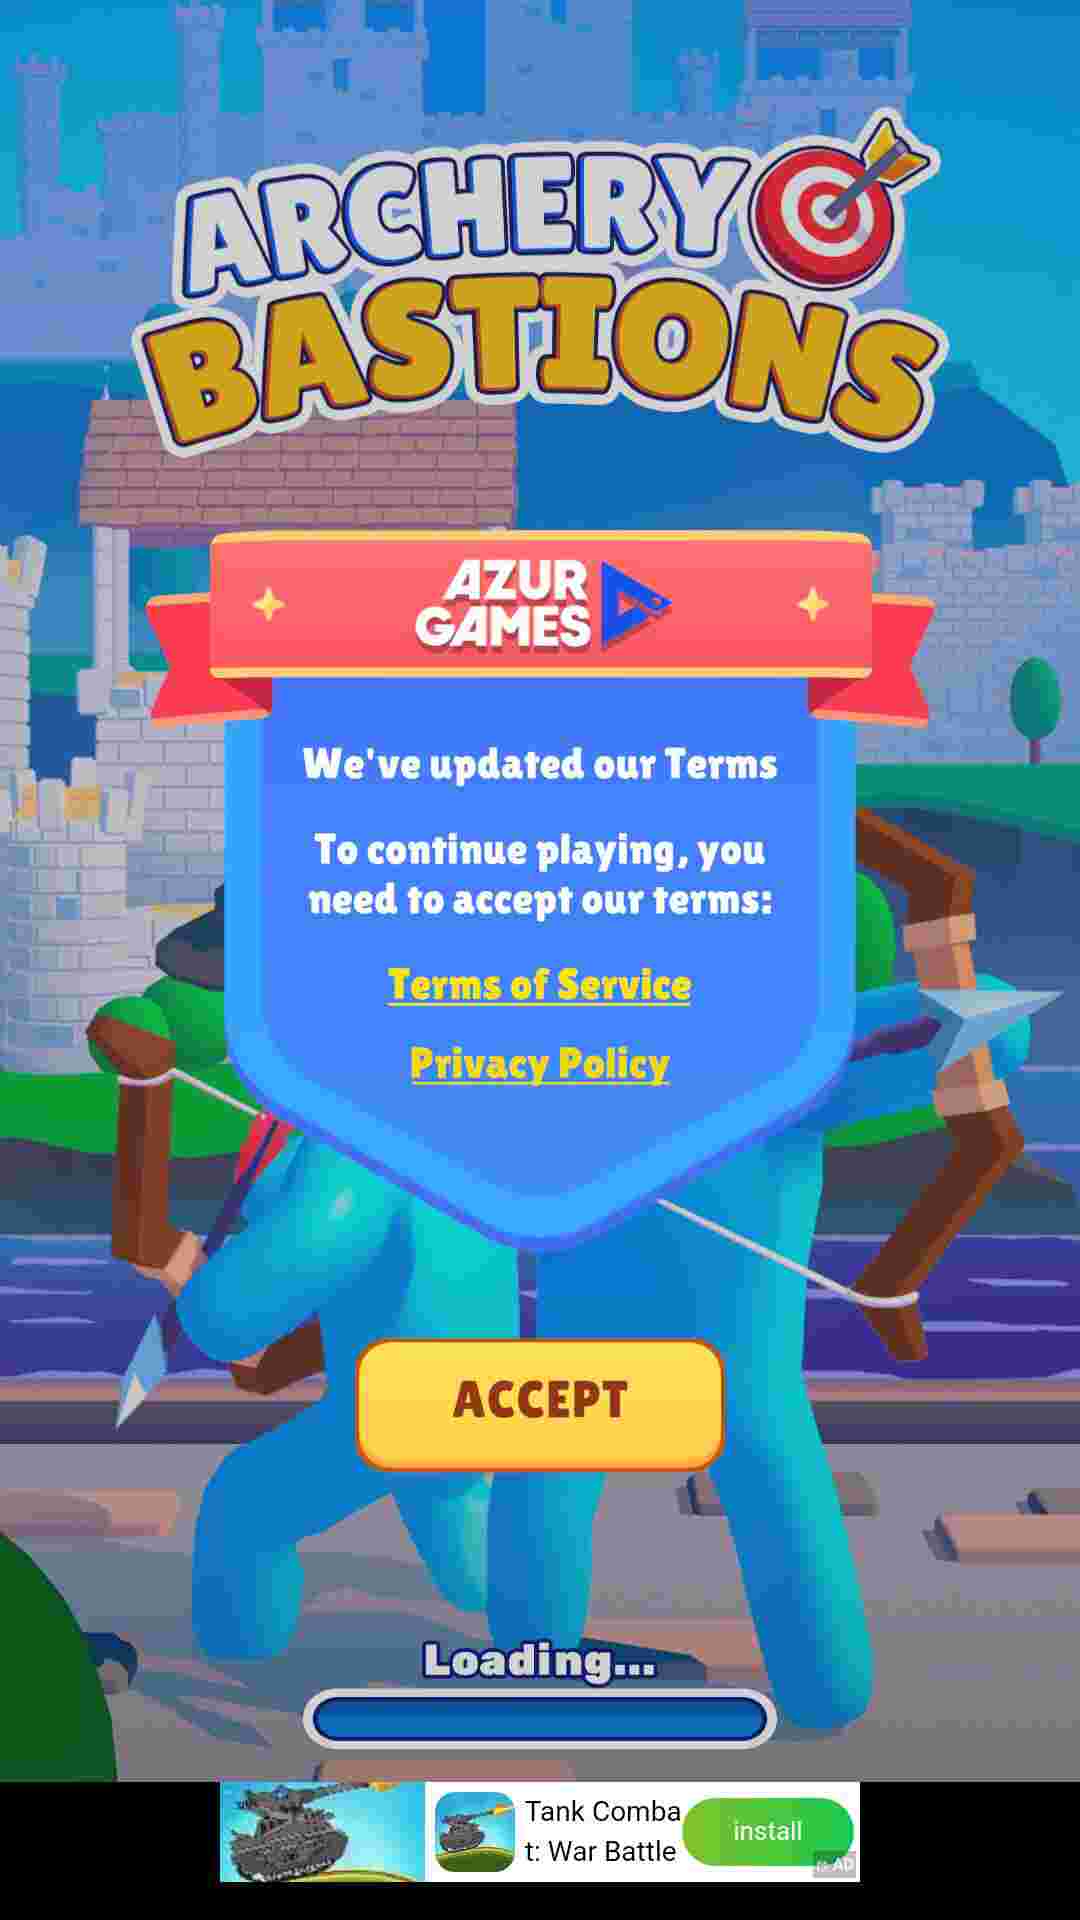 ARCHERY
BASTIONS
AZUR
GAMES
We've updated our Terms
To continue playing, you
need to accept our terms:
Terms of Service
Privacy Policy
ACCEPT
Loading...
Tank Comba
t: War Battle
install
AD